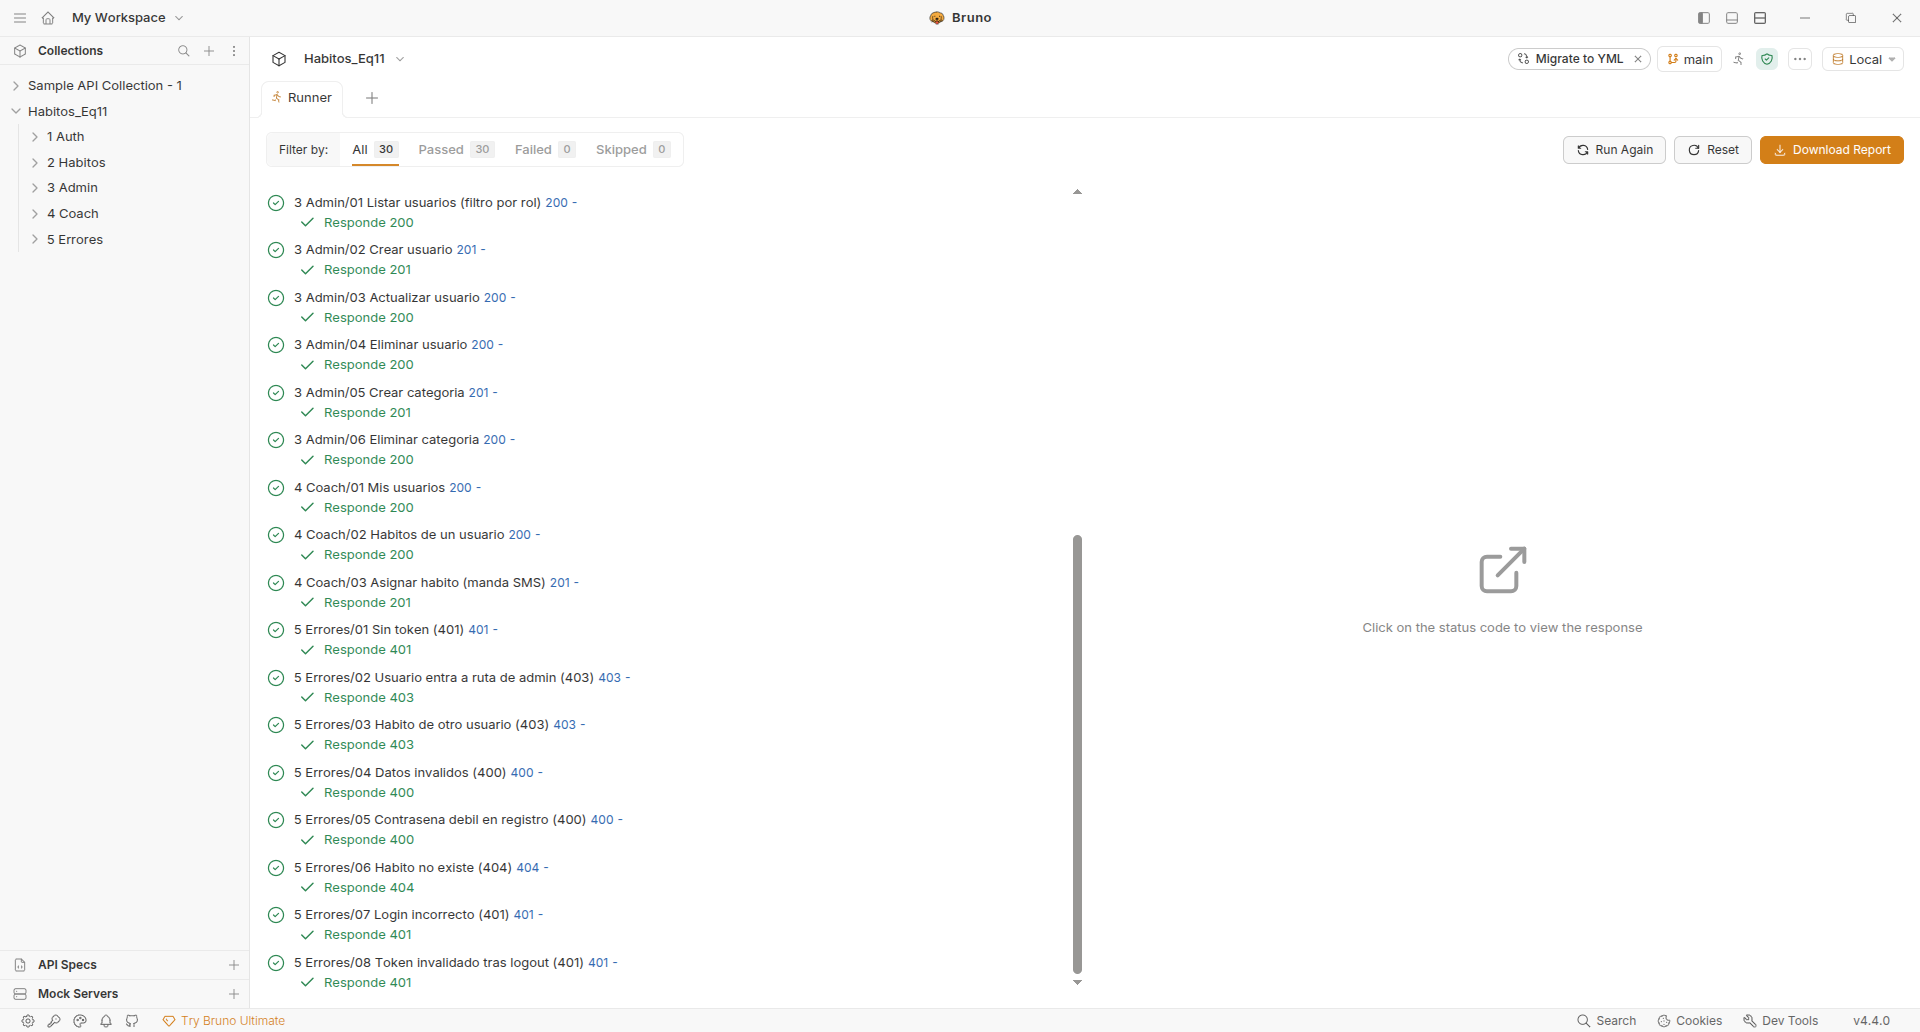 My Workspace
Bruno
Collections
Sample API Collection - 1
Habitos_Eq11
1 Auth
2 Habitos
3 Admin
4 Coach
5 Errores
API Specs
Mock Servers
Habitos_Eq11
Migrate to YML
main
Local
Runner
Filter by: All 30 Passed 30 Failed 0 Skipped 0
Run Again
Reset
Download Report
3 Admin/01 Listar usuarios (filtro por rol) 200 -
Responde 200
3 Admin/02 Crear usuario 201 -
Responde 201
3 Admin/03 Actualizar usuario 200 -
Responde 200
3 Admin/04 Eliminar usuario 200 -
Responde 200
3 Admin/05 Crear categoria 201 -
Responde 201
3 Admin/06 Eliminar categoria 200 -
Responde 200
4 Coach/01 Mis usuarios 200 -
Responde 200
4 Coach/02 Habitos de un usuario 200 -
Responde 200
4 Coach/03 Asignar habito (manda SMS) 201 -
Responde 201
5 Errores/01 Sin token (401) 401 -
Responde 401
5 Errores/02 Usuario entra a ruta de admin (403) 403 -
Responde 403
5 Errores/03 Habito de otro usuario (403) 403 -
Responde 403
5 Errores/04 Datos invalidos (400) 400 -
Responde 400
5 Errores/05 Contrasena debil en registro (400) 400 -
Responde 400
5 Errores/06 Habito no existe (404) 404 -
Responde 404
5 Errores/07 Login incorrecto (401) 401 -
Responde 401
5 Errores/08 Token invalidado tras logout (401) 401 -
Responde 401
Click on the status code to view the response
Try Bruno Ultimate
Search
Cookies
Dev Tools
v4.4.0